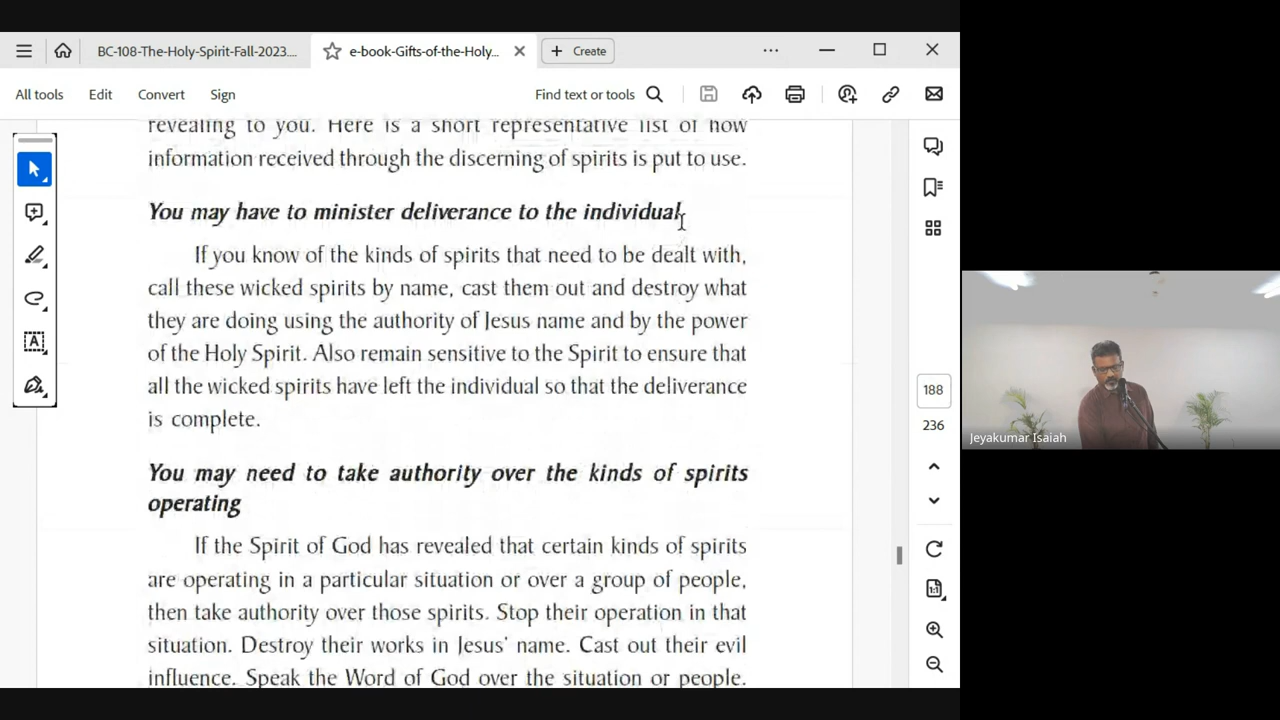 BC-108-The-Holy-Spirit-Fall-2023....
e-book-Gifts-of-the-Holy...
Create
All tools
Edit
Convert
Sign
Find text or tools
revealing to you. Here is a short representative list of how
information received through the discerning of spirits is put to use.
You may have to minister deliverance to the individual
If you know of the kinds of spirits that need to be dealt with,
call these wicked spirits by name, cast them out and destroy what
they are doing using the authority of Jesus name and by the power
of the Holy Spirit. Also remain sensitive to the Spirit to ensure that
all the wicked spirits have left the individual so that the deliverance
is complete.
You may need to take authority over the kinds of spirits
operating
If the Spirit of God has revealed that certain kinds of spirits
are operating in a particular situation or over a group of people,
then take authority over those spirits. Stop their operation in that
situation. Destroy their works in Jesus' name. Cast out their evil
influence. Speak the Word of God over the situation or people.
188
236
1:1
Jeyakumar Isaiah